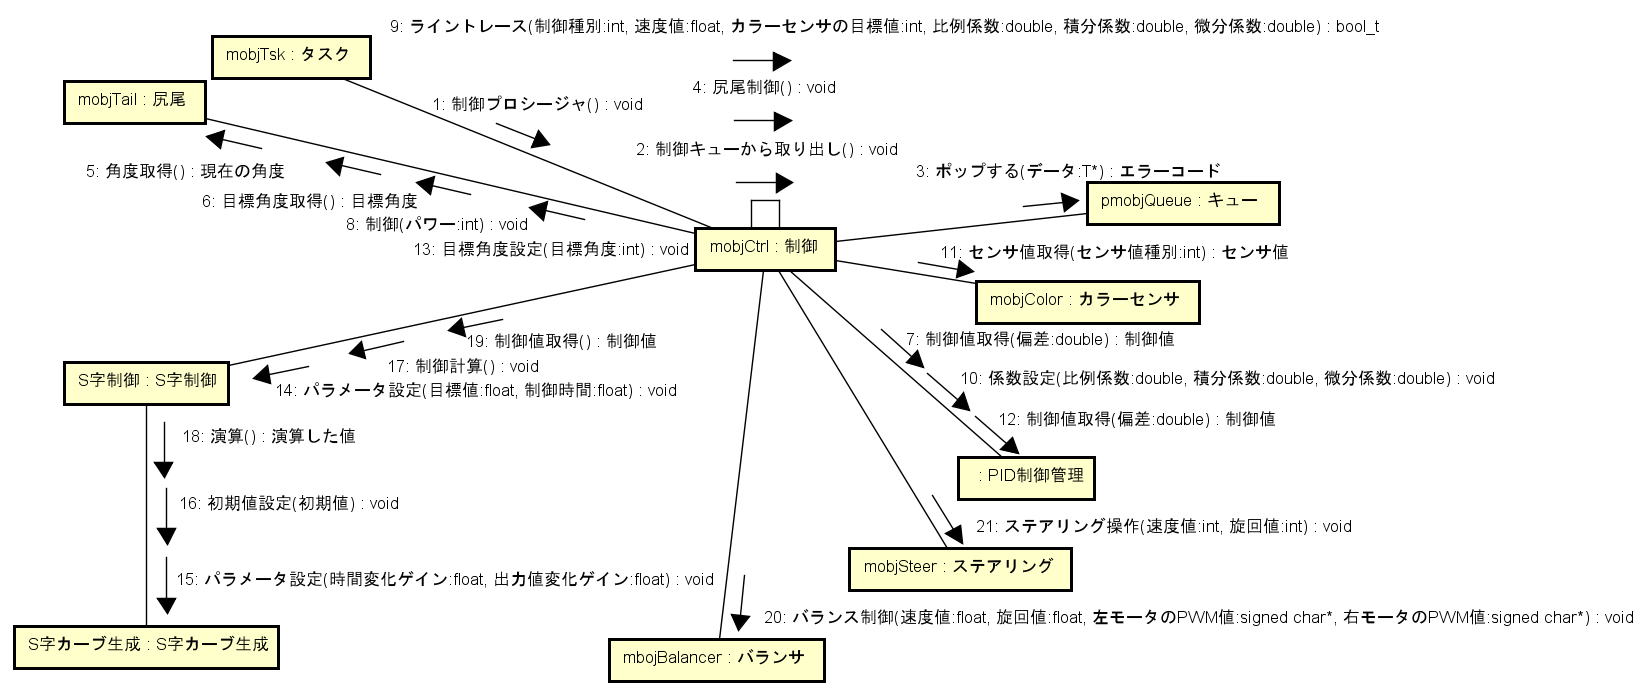 9: ライントレース(制御種別:int, 速度値:float, カラーセンサの目標値:int, 比例係数:double, 積分係数:double, 微分係数:double) : bool_t
mobjTsk : タスク
4: 尻尾制御() : void
mobjTail : 尻尾
1: 制御プロシージャ() : void
2: 制御キューから取り出し() : void
5: 角度取得() : 現在の角度
3: ポップする(データ:T*) : エラーコード
6: 目標角度取得() : 目標角度
pmobjQueue : キュー
8: 制御(パワー:int) : void
13: 目標角度設定(目標角度:int) : void
mobjCtrl : 制御
11: センサ値取得(センサ値種別:int) : センサ値
mobjColor : カラーセンサ
19: 制御値取得() : 制御値
7: 制御値取得(偏差:double) : 制御値
17: 制御計算() : void
S字制御 : S字制御
14: パラメータ設定(目標値:float, 制御時間:float) : void
10: 係数設定(比例係数:double, 積分係数:double, 微分係数:double) : void
12: 制御値取得(偏差:double) : 制御値
18: 演算() : 演算した値
: PID制御管理
16: 初期値設定(初期値) : void
21: ステアリング操作(速度値:int, 旋回値:int) : void
mobjSteer : ステアリング
15: パラメータ設定(時間変化ゲイン:float, 出力値変化ゲイン:float) : void
20: バランス制御(速度値:float, 旋回値:float, 左モータのPWM値:signed char*, 右モータのPWM値:signed char*) : void
S字カーブ生成 : S字カーブ生成
mbojBalancer : バランサ